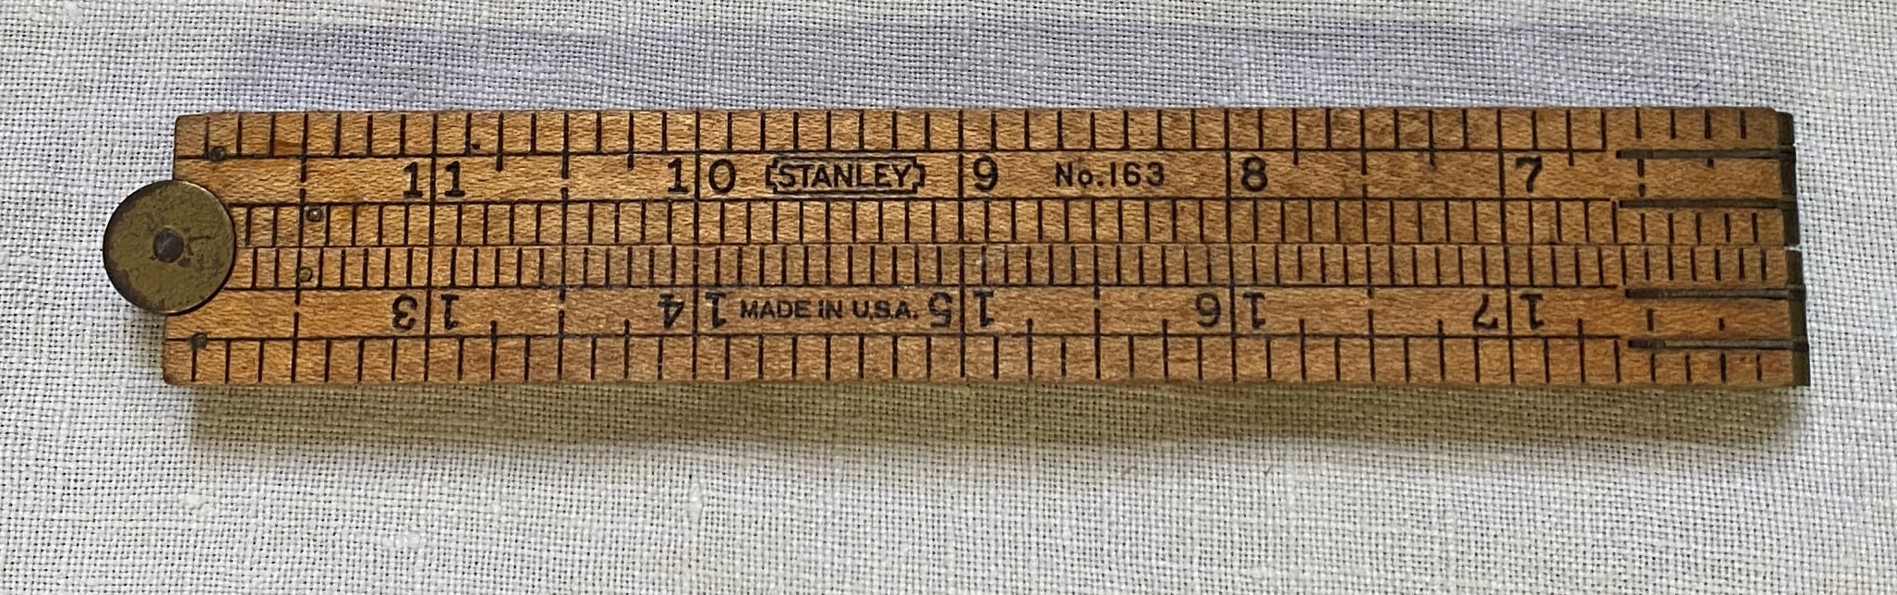 11 10 STANLEY 9 No.163 8 7
13 14 MADE IN U.S.A. 15 16 17